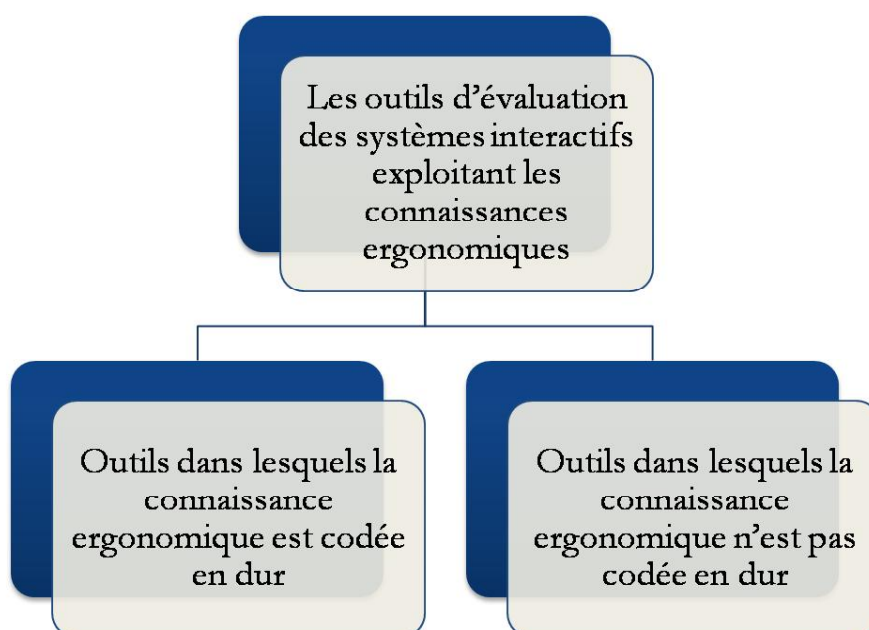 Les outils d'évaluation
des systèmes interactifs
exploitant les
connaissances
ergonomiques
Outils dans lesquels la
connaissance
ergonomique est codée
en dur
Outils dans lesquels la
connaissance
ergonomique n'est pas
codée en dur